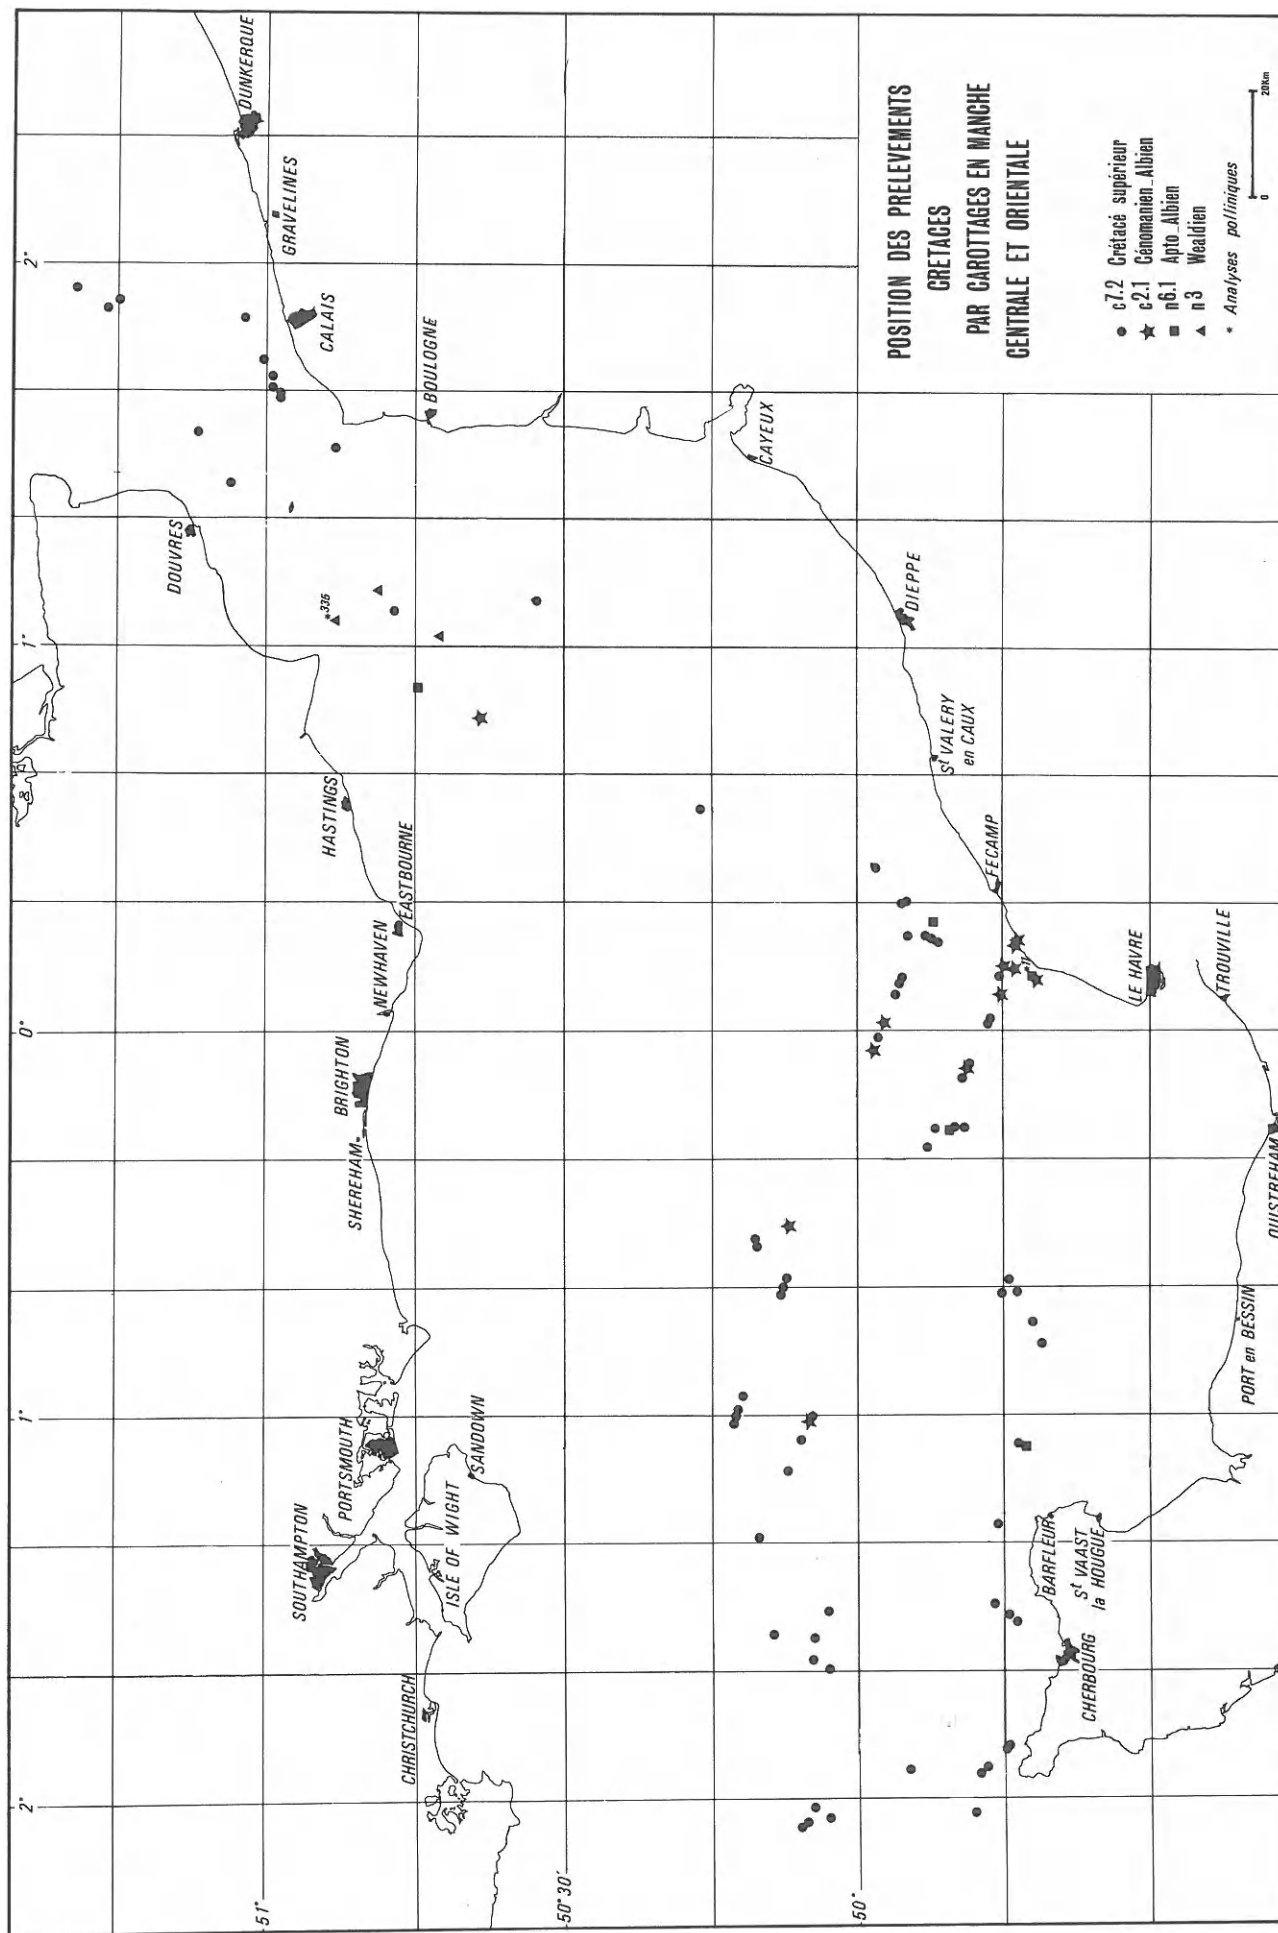 POSITION DES PRELEVEMENTS
CRETACES
PAR CAROTTAGES EN MANCHE
CENTRALE ET ORIENTALE
c7.2 Crétacé supérieur
c2.1 Cénomanien_Albien
n6.1 Apto_Albien
n3 Wealdien
* Analyses polliniques
0 20Km
2°
1°
0°
1°
2°
51°
50°30'
50°
DUNKERQUE
GRAVELINES
CALAIS
BOULOGNE
CAYEUX
DIEPPE
St VALERY
en CAUX
FECAMP
LE HAVRE
TROUVILLE
OUISTREHAM
PORT en BESSIN
St VAAST
la HOUGUE
BARFLEUR
CHERBOURG
DOUVRES
*336
HASTINGS
EASTBOURNE
NEWHAVEN
BRIGHTON
SHEREHAM
PORTSMOUTH
SOUTHAMPTON
SANDOWN
ISLE OF WIGHT
CHRISTCHURCH